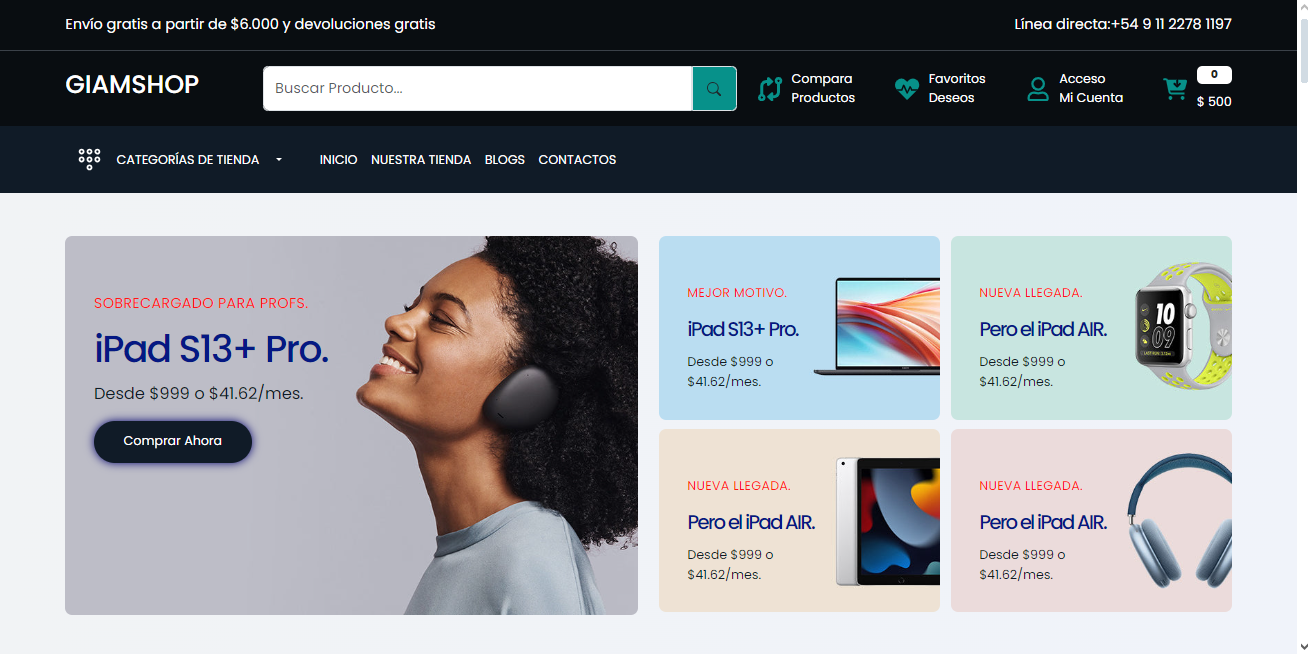 Envío gratis a partir de $6.000 y devoluciones gratis
Línea directa:+54 9 11 2278 1197
GIAMSHOP
Buscar Producto...
Compara
Productos
Favoritos
Deseos
Acceso
Mi Cuenta
0
$ 500
CATEGORÍAS DE TIENDA
INICIO
NUESTRA TIENDA
BLOGS
CONTACTOS
SOBRECARGADO PARA PROFS.
iPad S13+ Pro.
Desde $999 o $41.62/mes.
Comprar Ahora
MEJOR MOTIVO.
iPad S13+ Pro.
Desde $999 o
$41.62/mes.
NUEVA LLEGADA.
Pero el iPad AIR.
Desde $999 o
$41.62/mes.
10
09
NUEVA LLEGADA.
Pero el iPad AIR.
Desde $999 o
$41.62/mes.
NUEVA LLEGADA.
Pero el iPad AIR.
Desde $999 o
$41.62/mes.